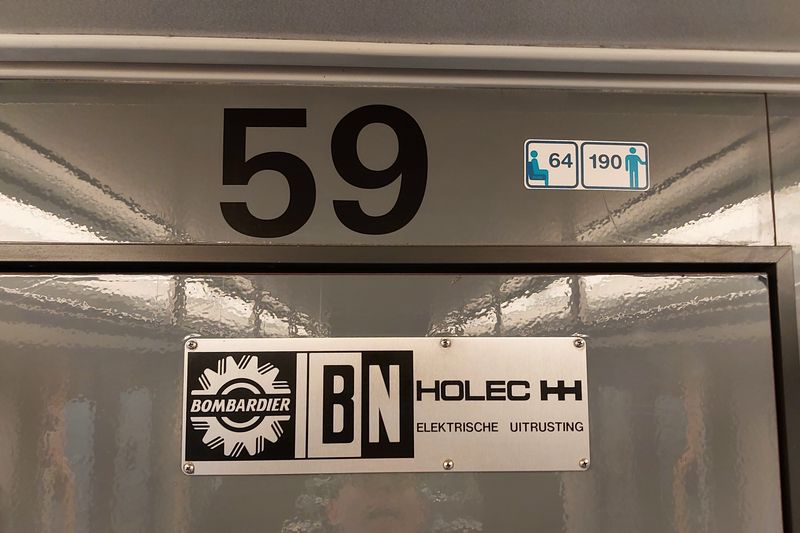 59
64 190
BOMBARDIER
BN
HOLEC HH
ELEKTRISCHE UITRUSTING